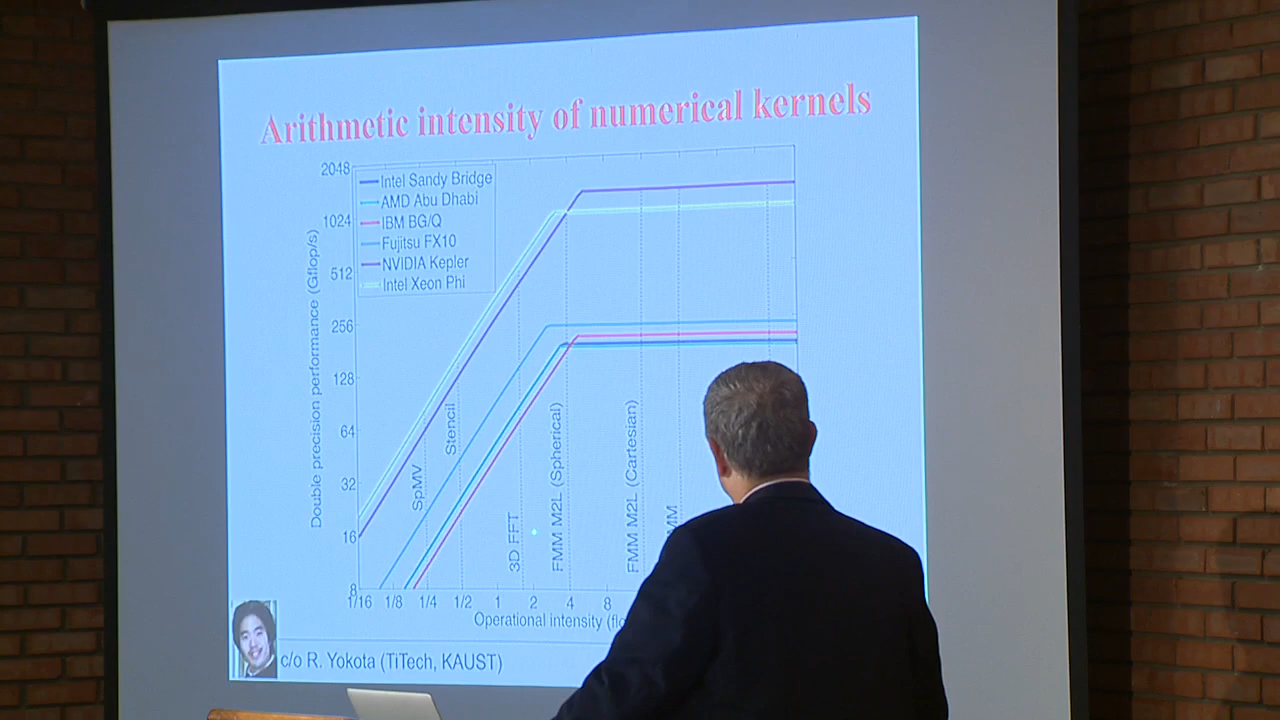 Arithmetic intensity of numerical kernels
Double precision performance (Gflop/s)
2048
1024
512
256
128
64
32
16
8
Intel Sandy Bridge
AMD Abu Dhabi
IBM BG/Q
Fujitsu FX10
NVIDIA Kepler
Intel Xeon Phi
SpMV
Stencil
3D FFT
FMM M2L (Spherical)
FMM M2L (Cartesian)
1/16 1/8 1/4 1/2 1 2 4 8
Operational intensity
c/o R. Yokota (TiTech, KAUST)